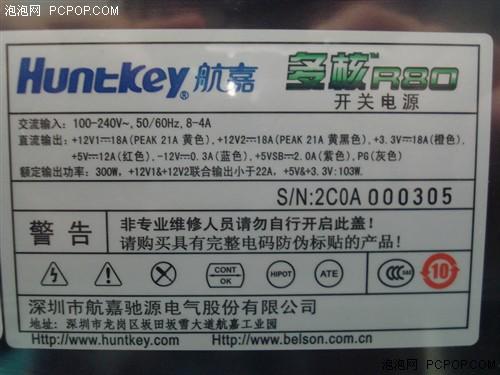 泡泡网 PCPOP.COM
Huntkey® 航嘉
多核™R80
开关电源
交流输入：100-240V~, 50/60Hz, 8-4A
直流输出：+12V1⎓18A(PEAK 21A 黄色), +12V2⎓18A(PEAK 21A 黄黑色), +3.3V⎓18A(橙色),
+5V⎓12A(红色), -12V⎓0.3A(蓝色), +5VSB⎓2.0A(紫色), PG(灰色)
额定输出功率：300W, +12V1&+12V2联合输出小于22A, +5V&+3.3V:103W.
S/N:2C0A 000305
警告
非专业维修人员请勿自行开启此盖!
请购买具有完整电码防伪标贴的产品!
CONT OK
HIPOT
ATE
CCC
S&E
10
深圳市航嘉驰源电气股份有限公司
地址：深圳市龙岗区坂田坂雪大道航嘉工业园
Http://www.huntkey.com www.belson.com.cn
泡泡网 PCPOP.COM